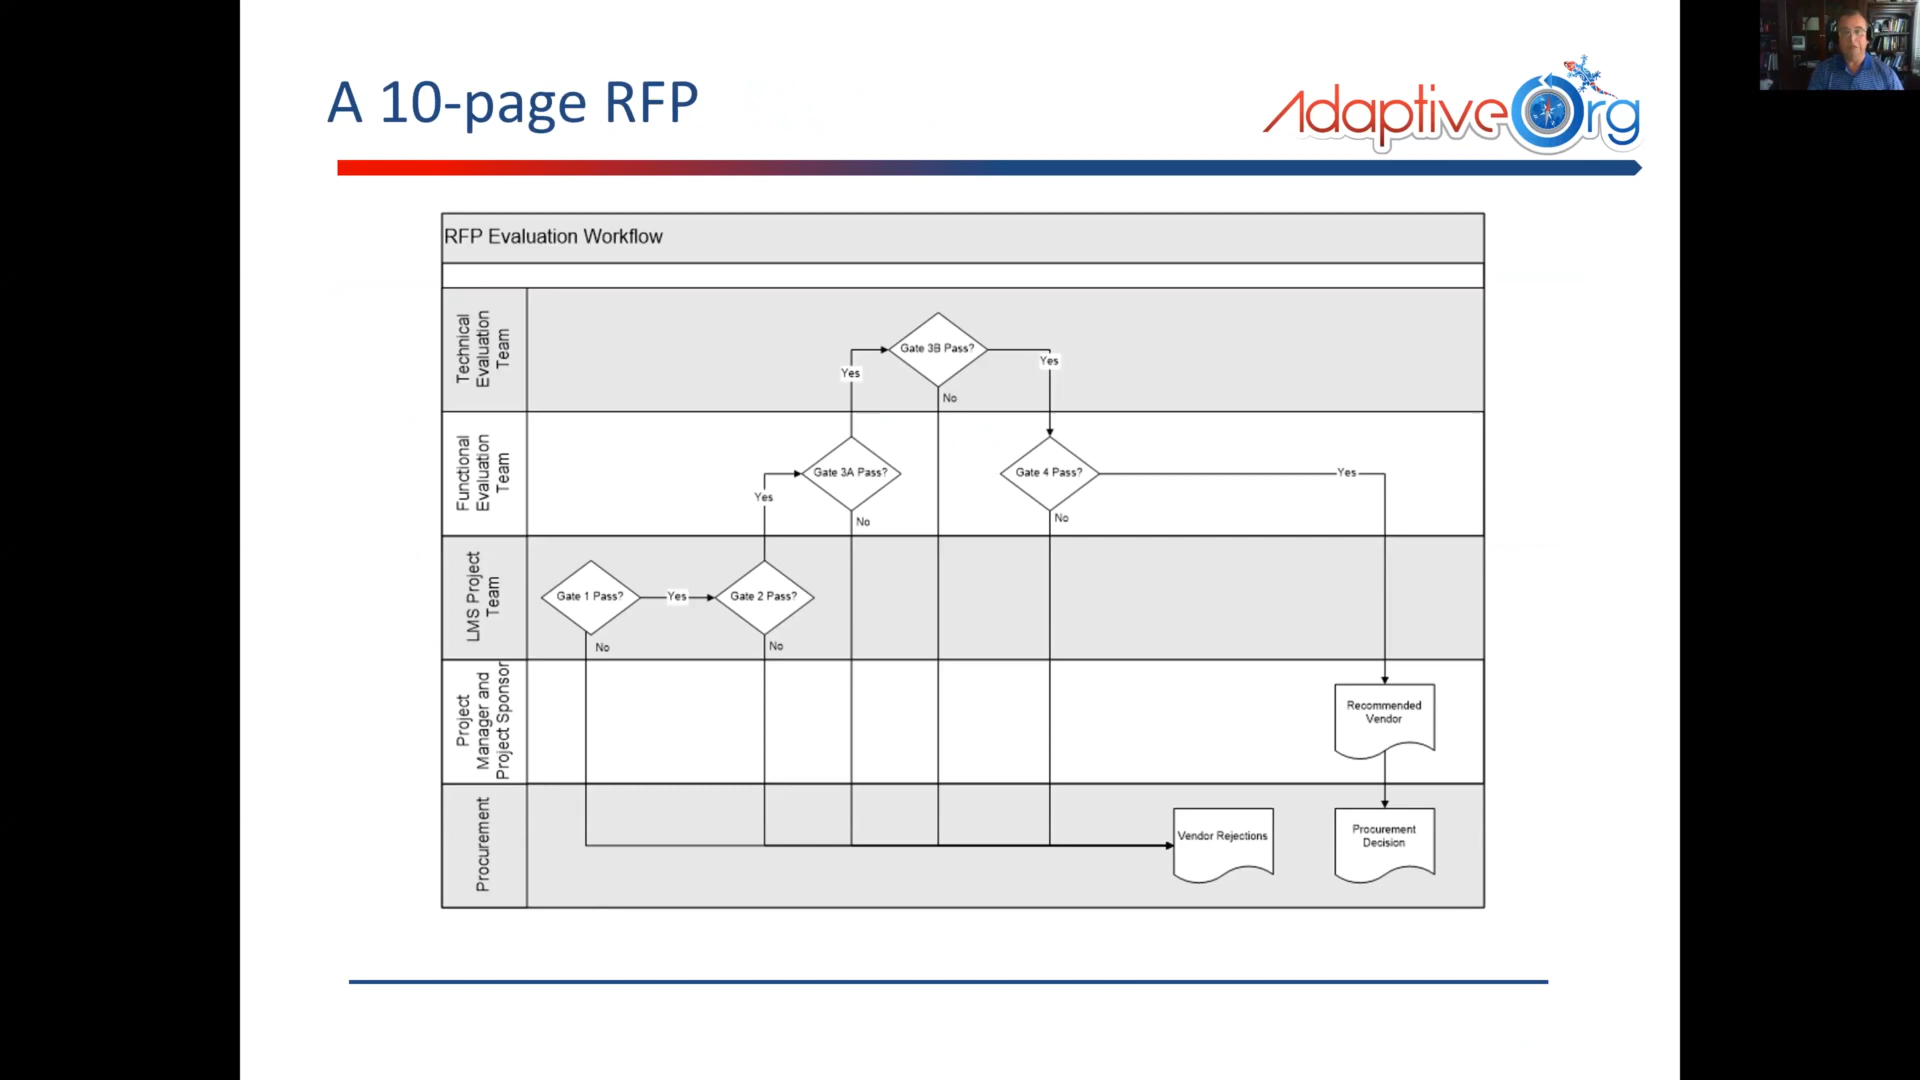 A 10-page RFP
AdaptiveOrg
RFP Evaluation Workflow
Technical
Evaluation
Team
Gate 3B Pass?
Yes
Yes
No
Functional
Evaluation
Team
Gate 3A Pass?
Gate 4 Pass?
Yes
Yes
No
No
LMS Project
Team
Gate 1 Pass?
Yes
Gate 2 Pass?
No
No
Project
Manager and
Project Sponsor
Recommended
Vendor
Procurement
Vendor Rejections
Procurement
Decision